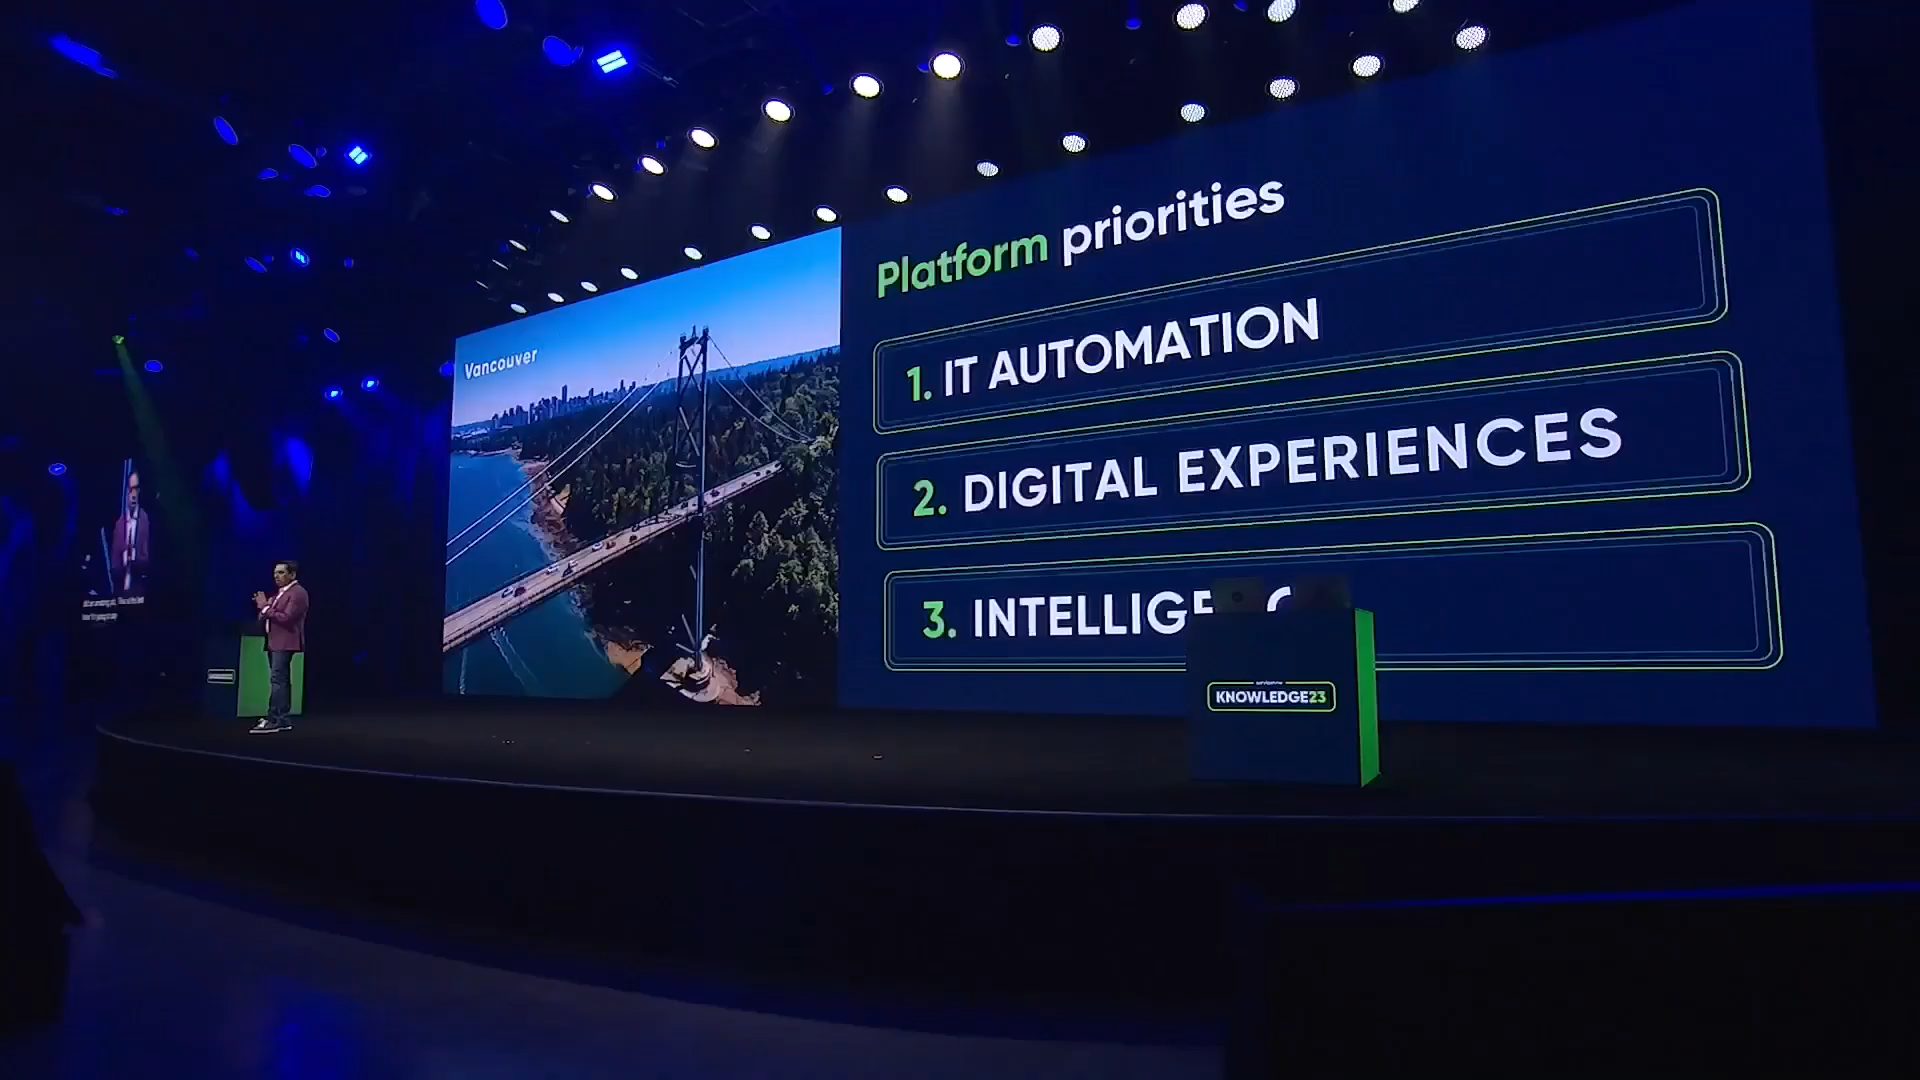 Platform priorities
Vancouver
1. IT AUTOMATION
2. DIGITAL EXPERIENCES
3. INTELLIGE C
KNOWLEDGE23